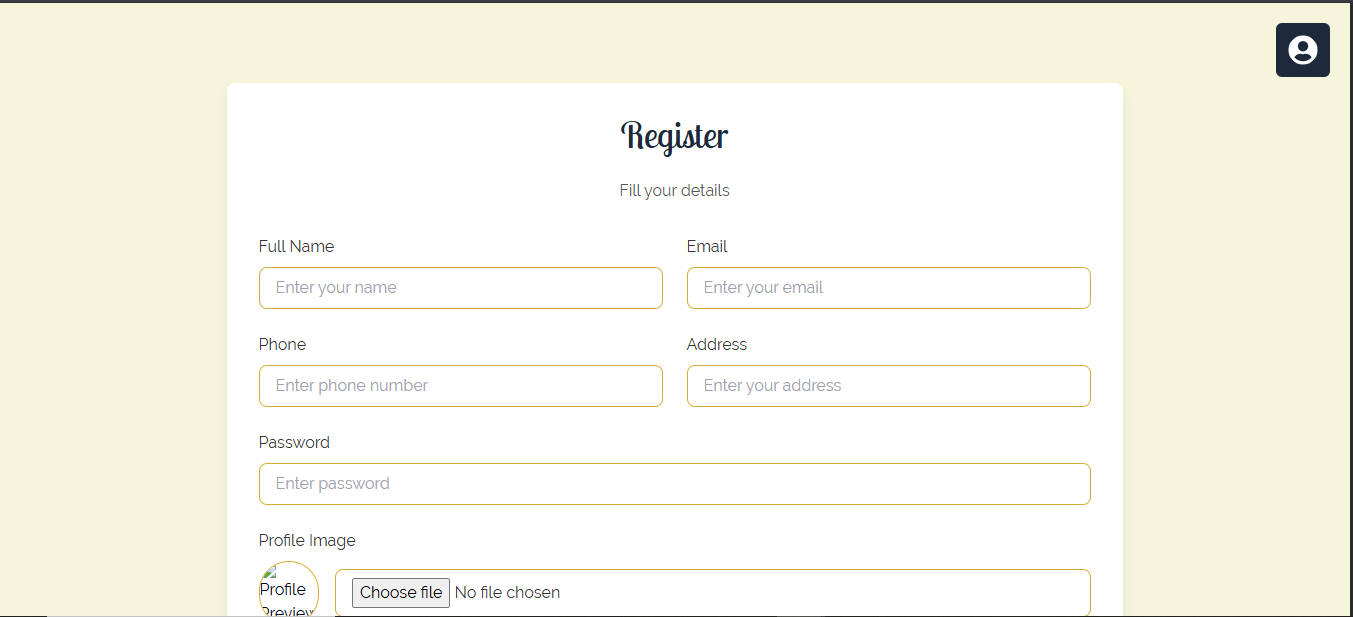 Register
Fill your details
Full Name
Email
Enter your name
Enter your email
Phone
Address
Enter phone number
Enter your address
Password
Enter password
Profile Image
Profile
Preview
Choose file No file chosen